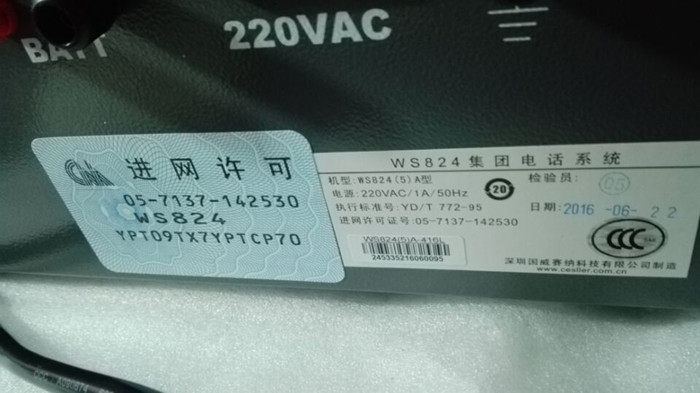 BATT
220VAC
进网许可
05-7137-142530
WS824
YPT09TX7YPTCP70
WS824集团电话系统
机型:WS824(5)A型
电源:220VAC/1A/50Hz
执行标准号:YD/T 772-95
进网许可证号:05-7137-142530
20
检验员:
05
日期:2016-06-22
WS824(5)A-416L
245335216060095
CCC
深圳国威赛纳科技有限公司制造
www.cesller.com.cn